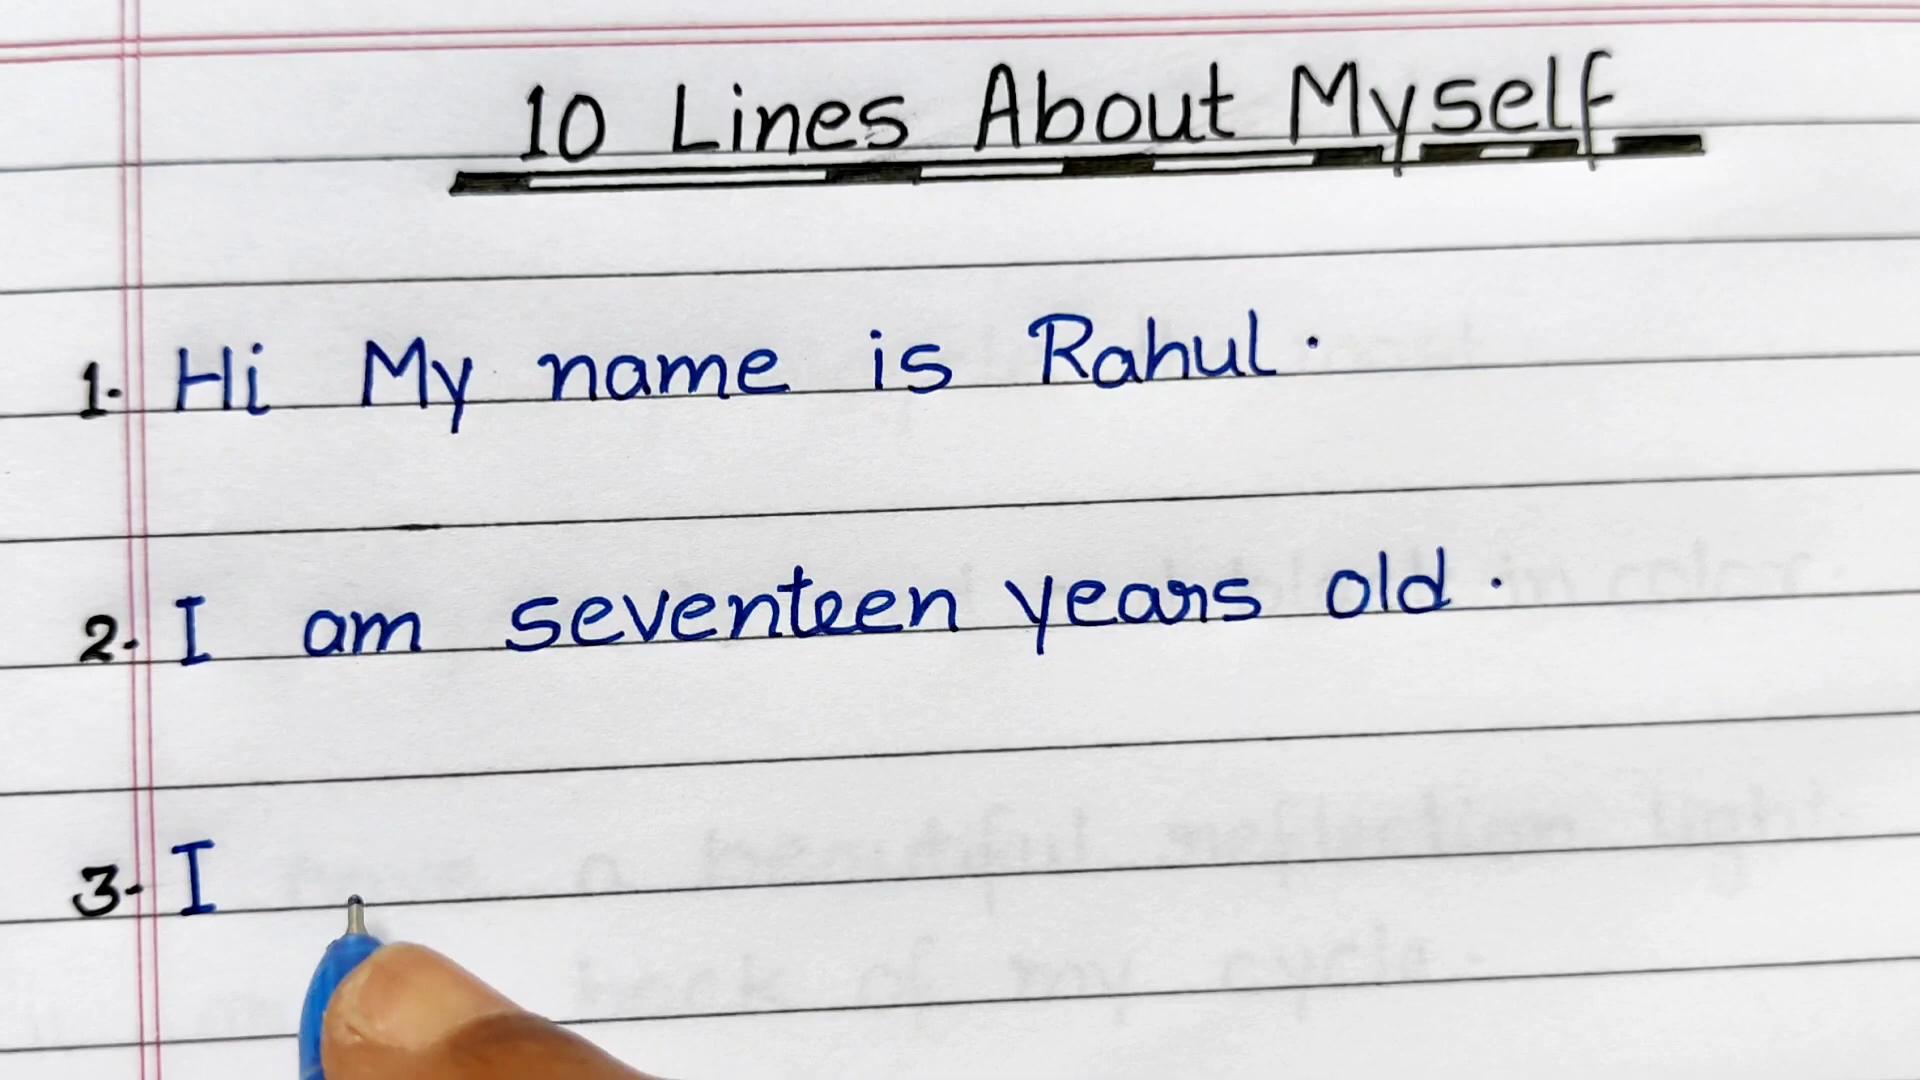 10 Lines About Myself
1. Hi My name is Rahul.
2. I am seventeen years old.
3. I